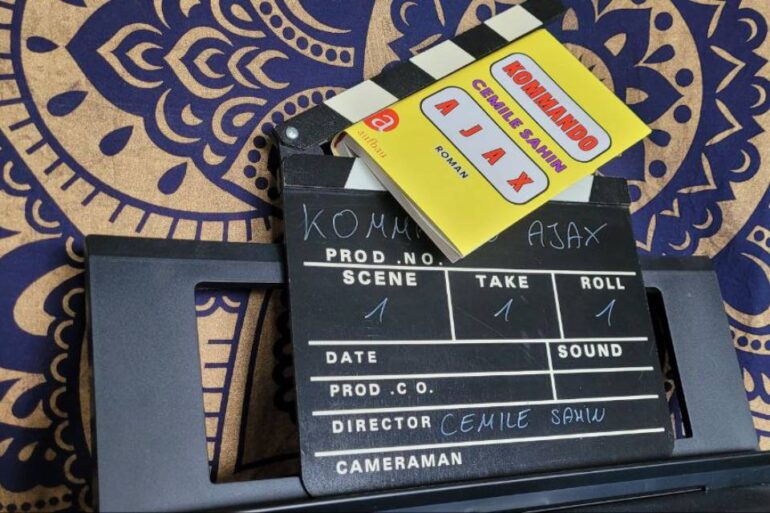 KOMMANDO
CEMILE SAHIN
AJAX
ROMAN
a
aufbau
AJAX
PROD .NO.
SCENE
TAKE
ROLL
1
1
1
DATE
SOUND
PROD .C O.
DIRECTOR CEMILE SAHIN
CAMERAMAN